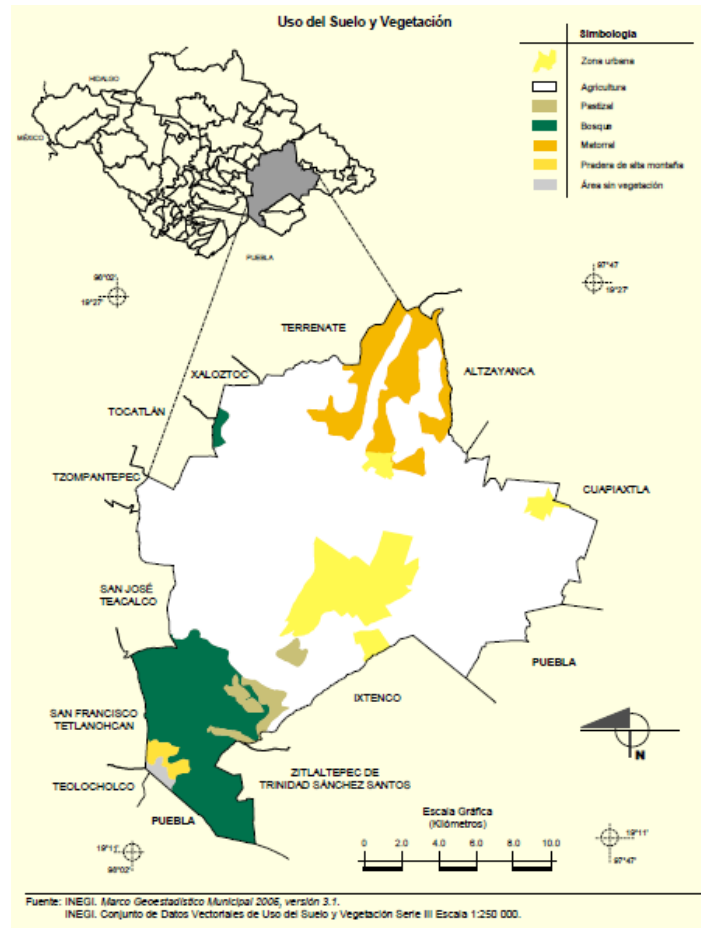 Uso del Suelo y Vegetación
Simbología
Zona urbana
Agricultura
Pastizal
Bosque
Matorral
Pradera de alta montaña
Área sin vegetación
HIDALGO
MÉXICO
PUEBLA
98°02'
19°27'
97°47'
19°27'
TERRENATE
XALOZTOC
ALTZAYANCA
TOCATLÁN
TZOMPANTEPEC
CUAPIAXTLA
SAN JOSÉ
TEACALCO
PUEBLA
IXTENCO
SAN FRANCISCO
TETLANOHCAN
N
ZITLALTEPEC DE
TRINIDAD SÁNCHEZ SANTOS
TEOLOCHOLCO
PUEBLA
Escala Gráfica
(Kilómetros)
0 2.0 4.0 6.0 8.0 10.0
19°11'
98°02'
19°11'
97°47'
Fuente: INEGI. Marco Geoestadístico Municipal 2005, versión 3.1.
INEGI. Conjunto de Datos Vectoriales de Uso del Suelo y Vegetación Serie III Escala 1:250 000.